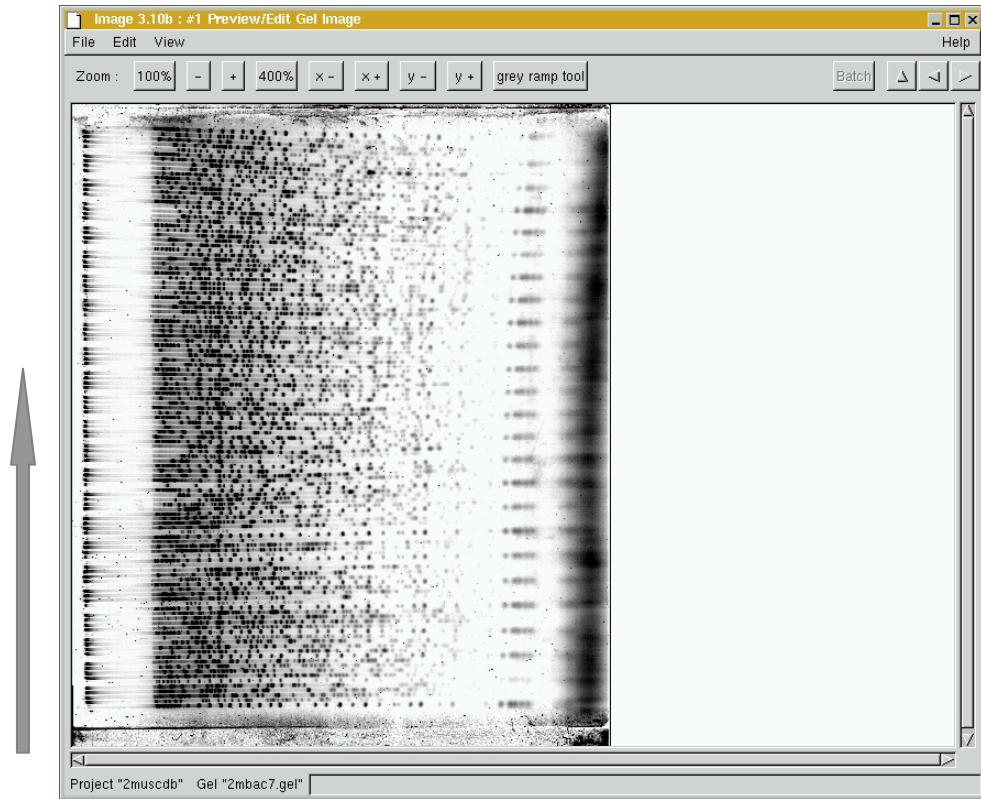 Image 3.10b : #1 Preview/Edit Gel Image
File Edit View Help
Zoom : 100% - + 400% x - x + y - y + grey ramp tool Batch
Project "2muscdb" Gel "2mbac7.gel"